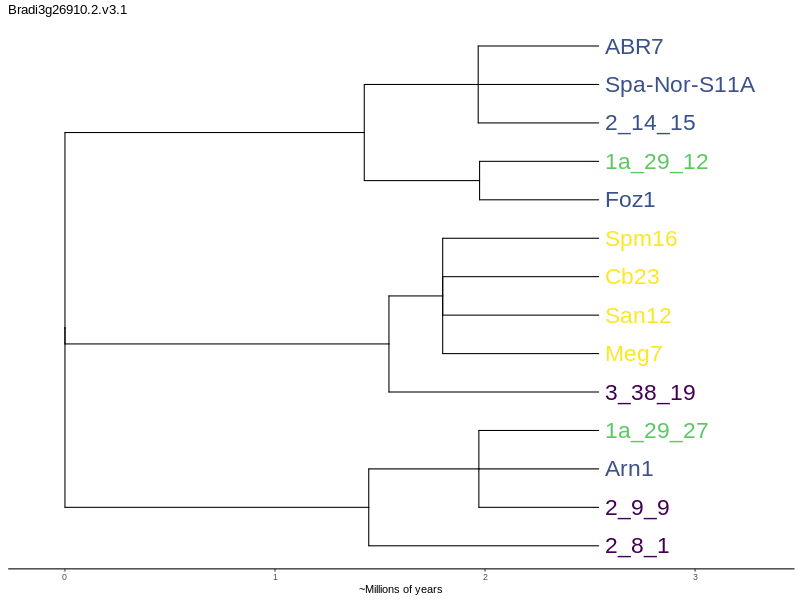 Bradi3g26910.2.v3.1
ABR7
Spa-Nor-S11A
2_14_15
1a_29_12
Foz1
Spm16
Cb23
San12
Meg7
3_38_19
1a_29_27
Arn1
2_9_9
2_8_1
0 1 2 3
~Millions of years